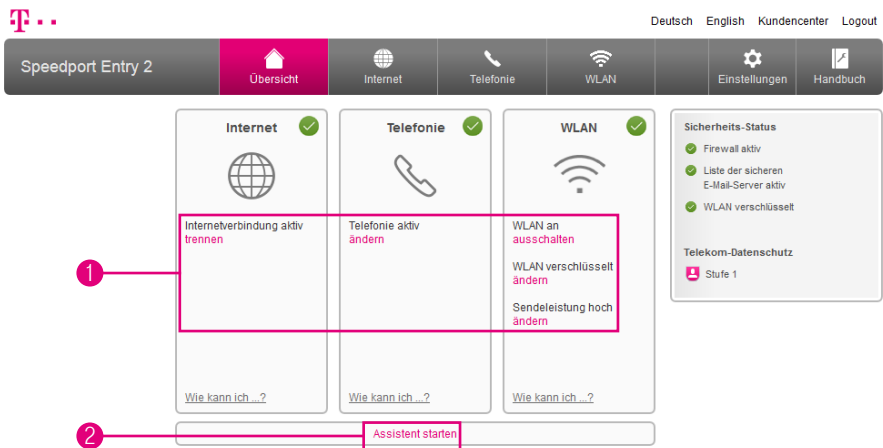 T · ·
Deutsch English Kundencenter Logout
Speedport Entry 2
Übersicht
Internet
Telefonie
WLAN
Einstellungen
Handbuch
Internet
Internetverbindung aktiv
trennen
Wie kann ich ...?
Telefonie
Telefonie aktiv
ändern
Wie kann ich ...?
WLAN
WLAN an
ausschalten
WLAN verschlüsselt
ändern
Sendeleistung hoch
ändern
Wie kann ich ...?
Sicherheits-Status
Firewall aktiv
Liste der sicheren
E-Mail-Server aktiv
WLAN verschlüsselt
Telekom-Datenschutz
Stufe 1
1
2
Assistent starten